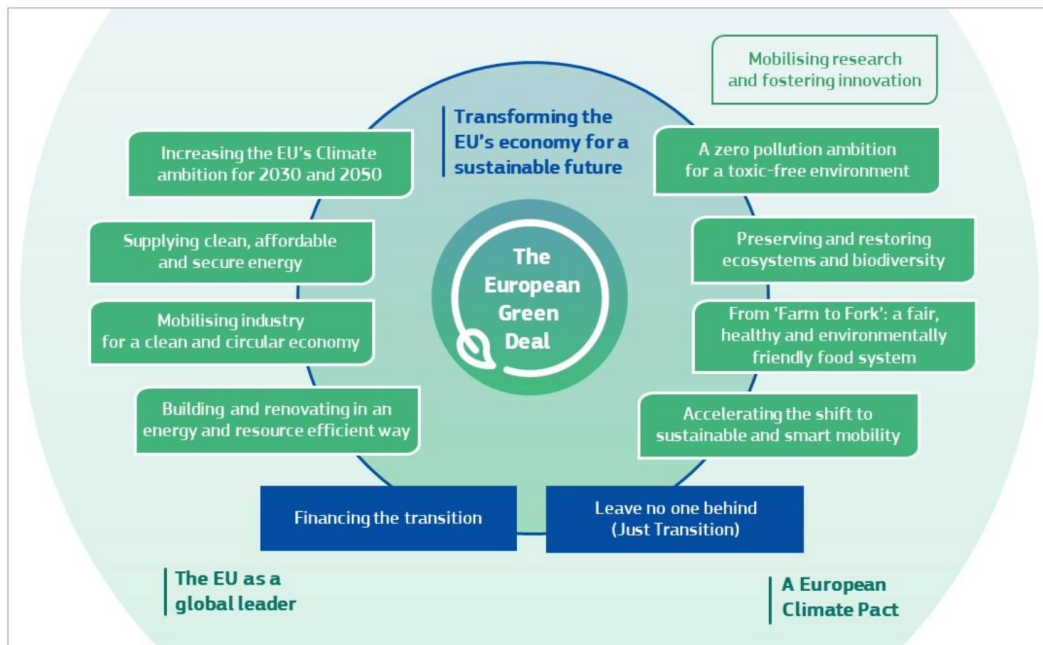 Mobilising research
and fostering innovation
Transforming the
EU's economy for a
sustainable future
Increasing the EU's Climate
ambition for 2030 and 2050
A zero pollution ambition
for a toxic-free environment
Supplying clean, affordable
and secure energy
The
European
Green
Deal
Preserving and restoring
ecosystems and biodiversity
Mobilising industry
for a clean and circular economy
From 'Farm to Fork': a fair,
healthy and environmentally
friendly food system
Building and renovating in an
energy and resource efficient way
Accelerating the shift to
sustainable and smart mobility
Financing the transition
Leave no one behind
(Just Transition)
The EU as a
global leader
A European
Climate Pact